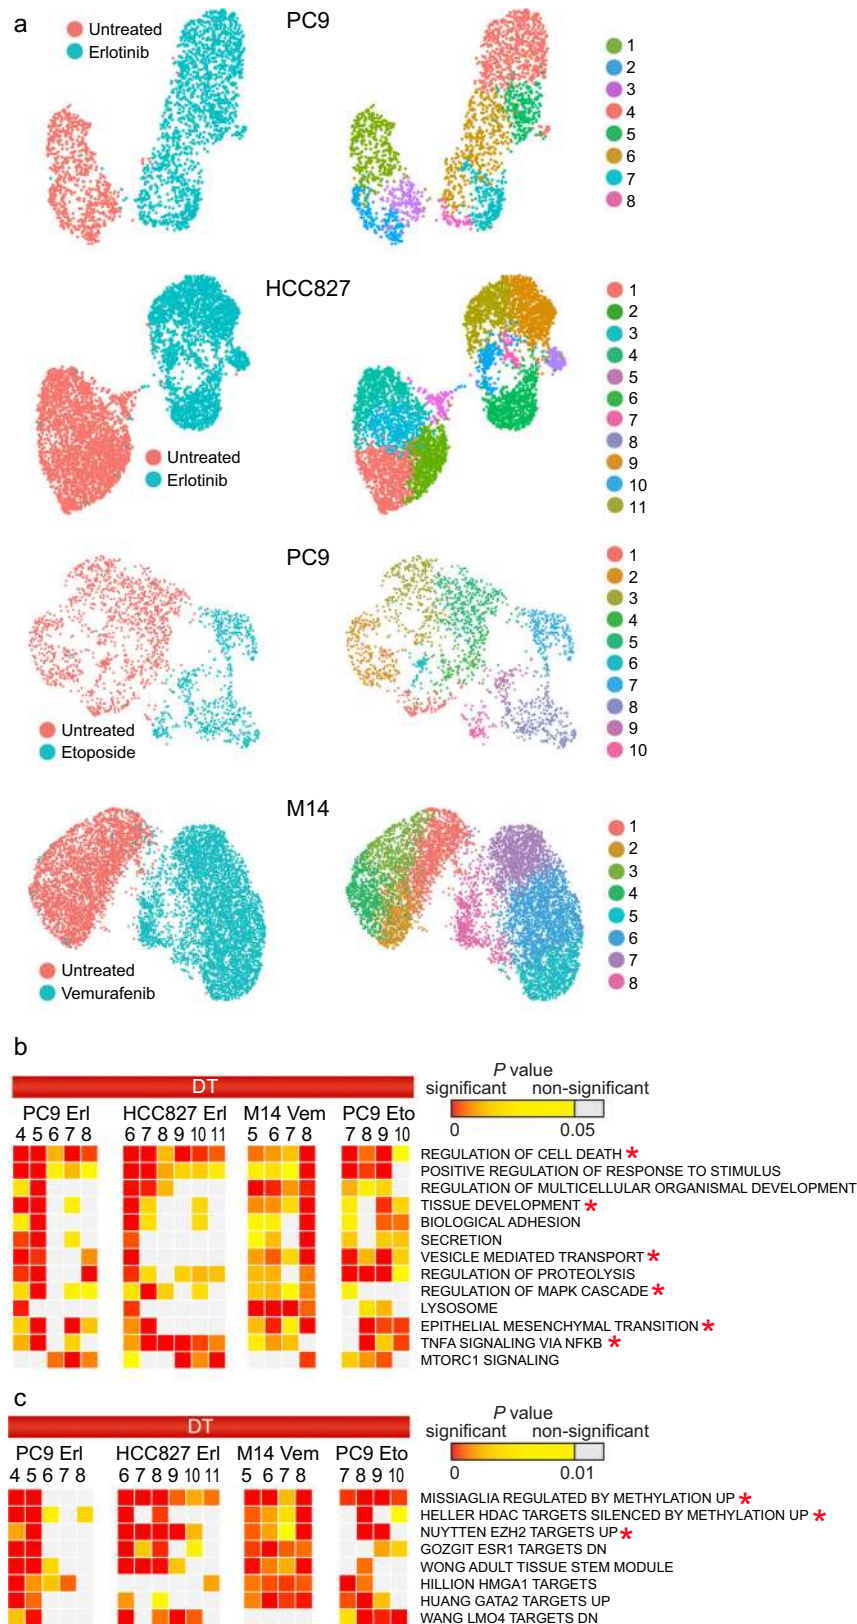 a
PC9
Untreated
Erlotinib
1
2
3
4
5
6
7
8
HCC827
Untreated
Erlotinib
1
2
3
4
5
6
7
8
9
10
11
PC9
Untreated
Etoposide
1
2
3
4
5
6
7
8
9
10
M14
Untreated
Vemurafenib
1
2
3
4
5
6
7
8
b
DT
P value
significant non-significant
0 0.05
PC9 Erl HCC827 Erl M14 Vem PC9 Eto
4 5 6 7 8 6 7 8 9 10 11 5 6 7 8 7 8 9 10
REGULATION OF CELL DEATH *
POSITIVE REGULATION OF RESPONSE TO STIMULUS
REGULATION OF MULTICELLULAR ORGANISMAL DEVELOPMENT
TISSUE DEVELOPMENT *
BIOLOGICAL ADHESION
SECRETION
VESICLE MEDIATED TRANSPORT *
REGULATION OF PROTEOLYSIS
REGULATION OF MAPK CASCADE *
LYSOSOME
EPITHELIAL MESENCHYMAL TRANSITION *
TNFA SIGNALING VIA NFKB *
MTORC1 SIGNALING
c
DT
P value
significant non-significant
0 0.01
PC9 Erl HCC827 Erl M14 Vem PC9 Eto
4 5 6 7 8 6 7 8 9 10 11 5 6 7 8 7 8 9 10
MISSIAGLIA REGULATED BY METHYLATION UP *
HELLER HDAC TARGETS SILENCED BY METHYLATION UP *
NUYTTEN EZH2 TARGETS UP *
GOZGIT ESR1 TARGETS DN
WONG ADULT TISSUE STEM MODULE
HILLION HMGA1 TARGETS
HUANG GATA2 TARGETS UP
WANG LMO4 TARGETS DN